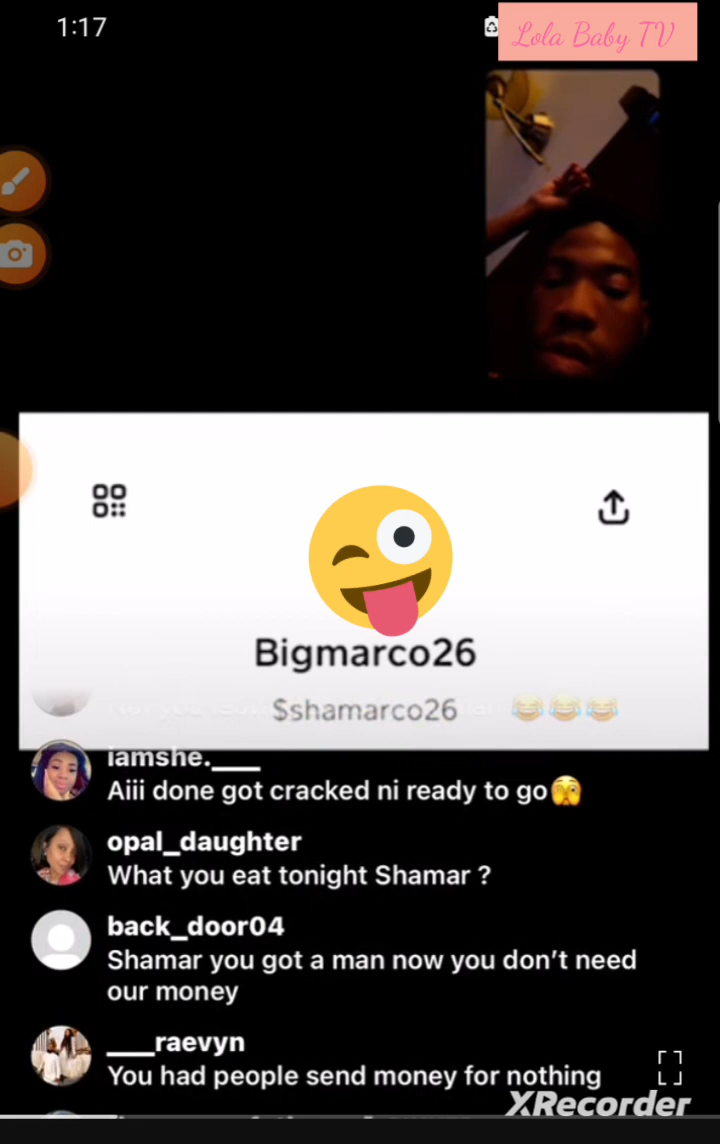 1:17
Lola Baby TV
Bigmarco26
$shamarco26 😂😂😂
iamshe.___
Aiii done got cracked ni ready to go🫣
opal_daughter
What you eat tonight Shamar ?
back_door04
Shamar you got a man now you don’t need
our money
___raevyn
You had people send money for nothing
XRecorder